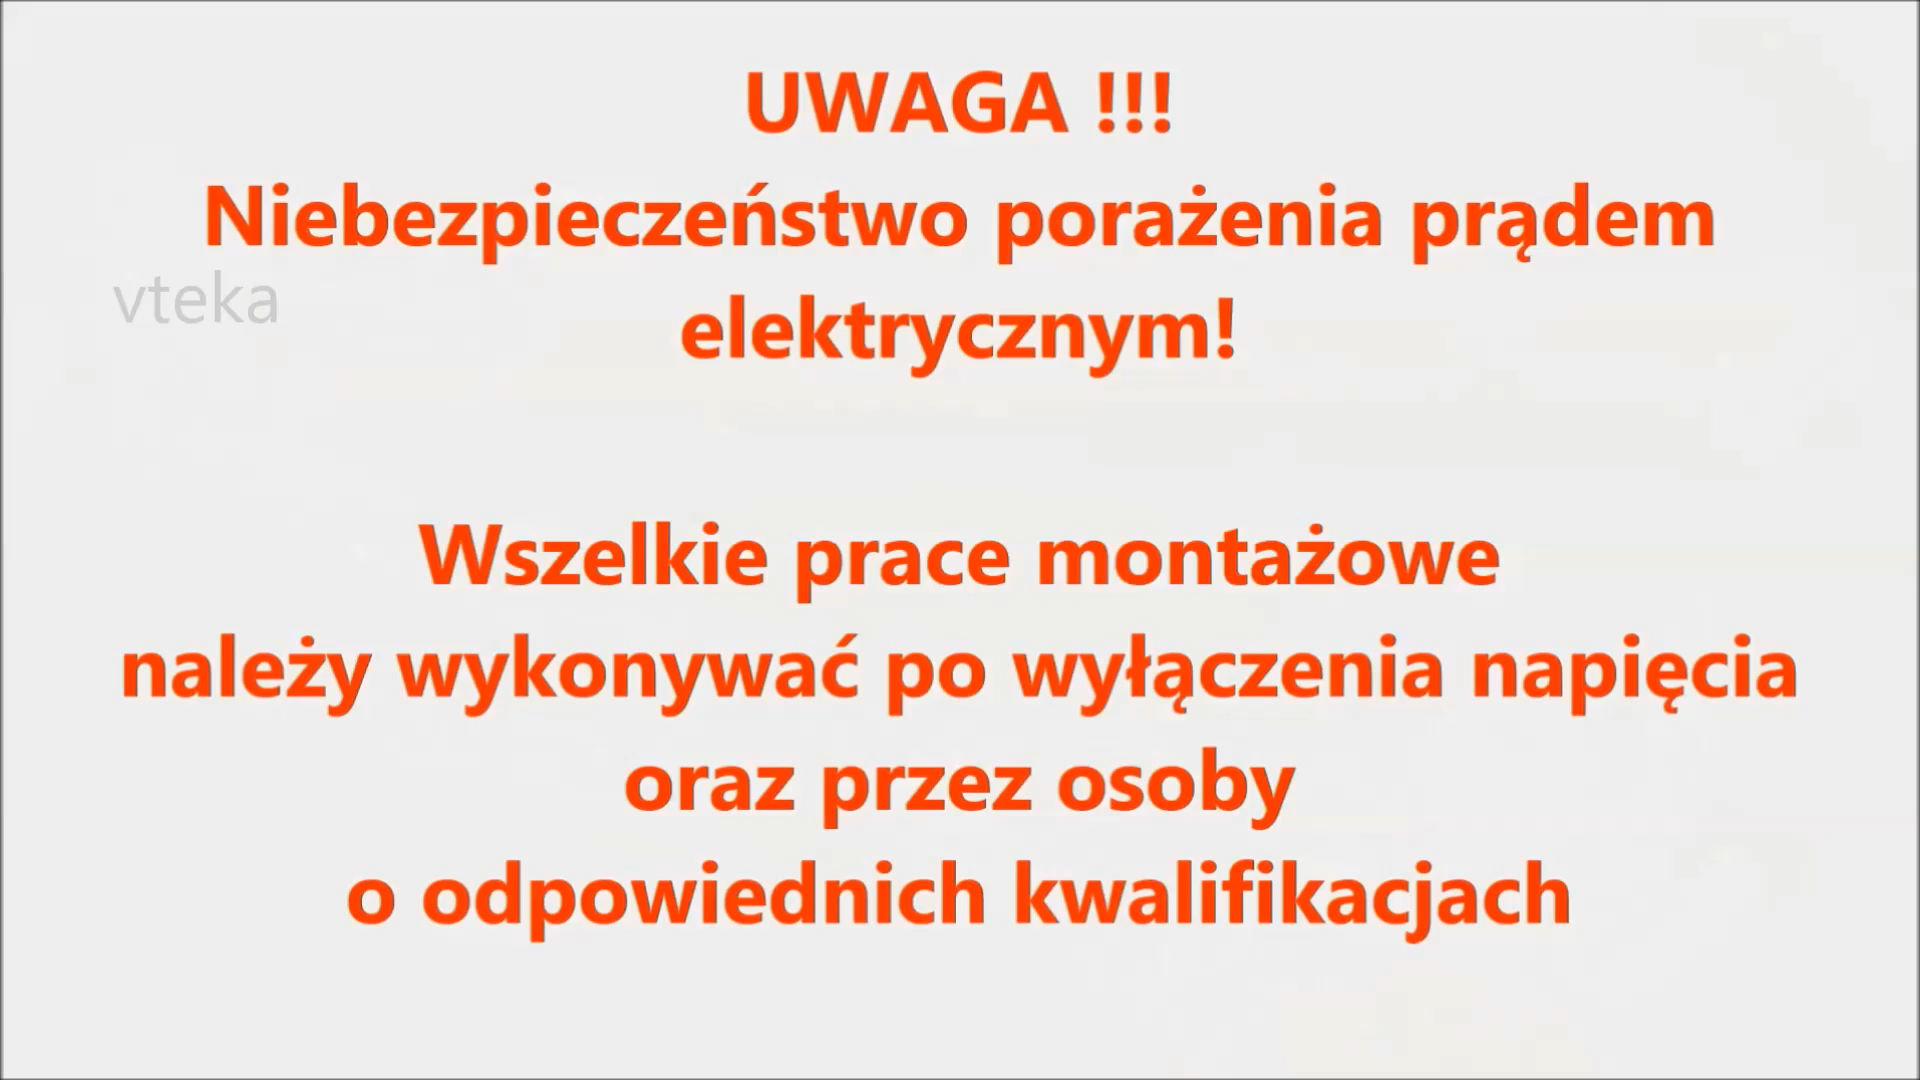 UWAGA !!!
Niebezpieczeństwo porażenia prądem
vteka
elektrycznym!
Wszelkie prace montażowe
należy wykonywać po wyłączenia napięcia
oraz przez osoby
o odpowiednich kwalifikacjach